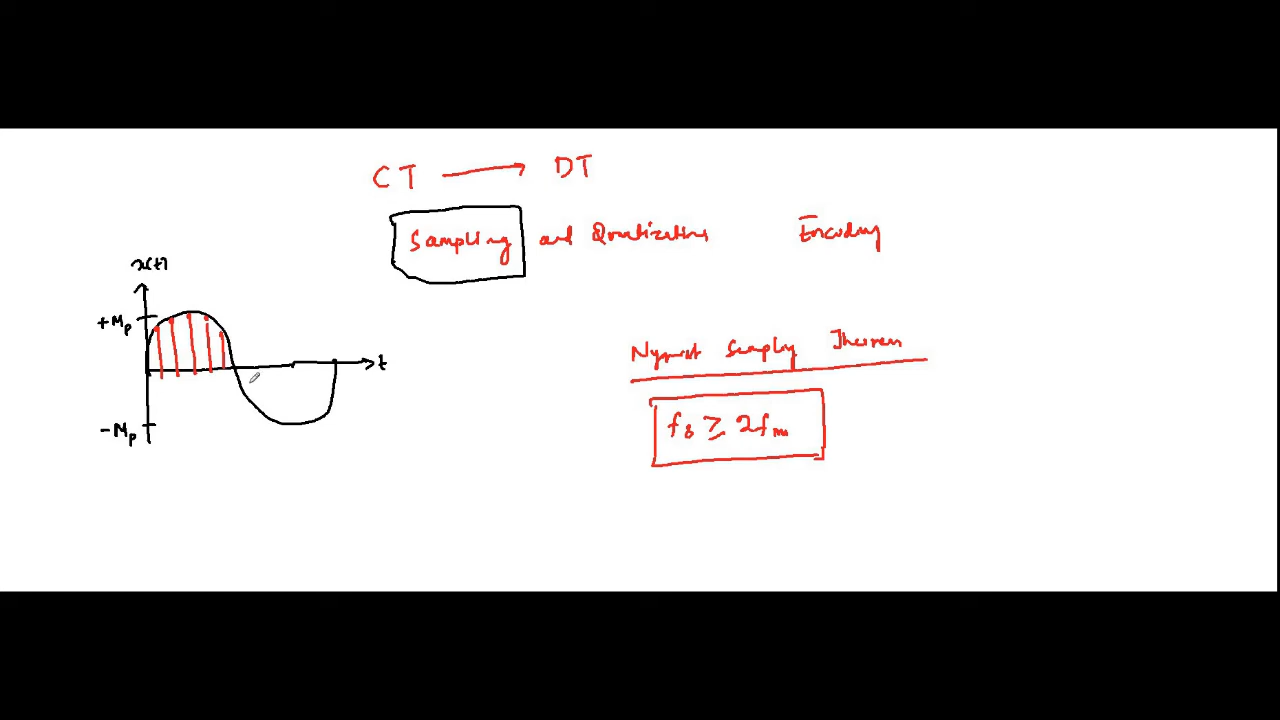 CT → DT
Sampling and Quantization Encoding
x(t)
+Mp
t
-Mp
Nyquist Sampling Theorem
fs ≥ 2fm